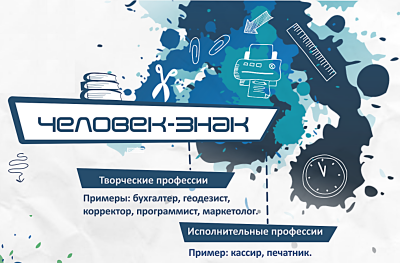 ЧЕЛОВЕК-ЗНАК
Творческие профессии
Примеры: бухгалтер, геодезист,
корректор, программист, маркетолог.
Исполнительные профессии
Пример: кассир, печатник.